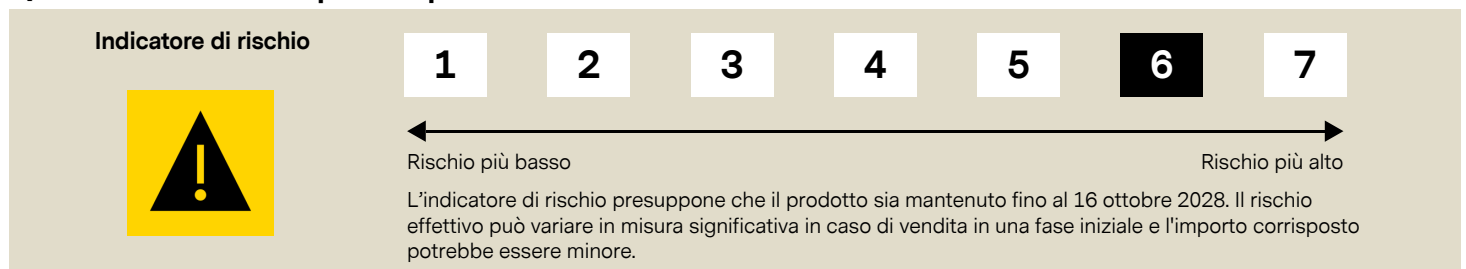 Indicatore di rischio
1 2 3 4 5 6 7
Rischio più basso Rischio più alto
L'indicatore di rischio presuppone che il prodotto sia mantenuto fino al 16 ottobre 2028. Il rischio
effettivo può variare in misura significativa in caso di vendita in una fase iniziale e l'importo corrisposto
potrebbe essere minore.